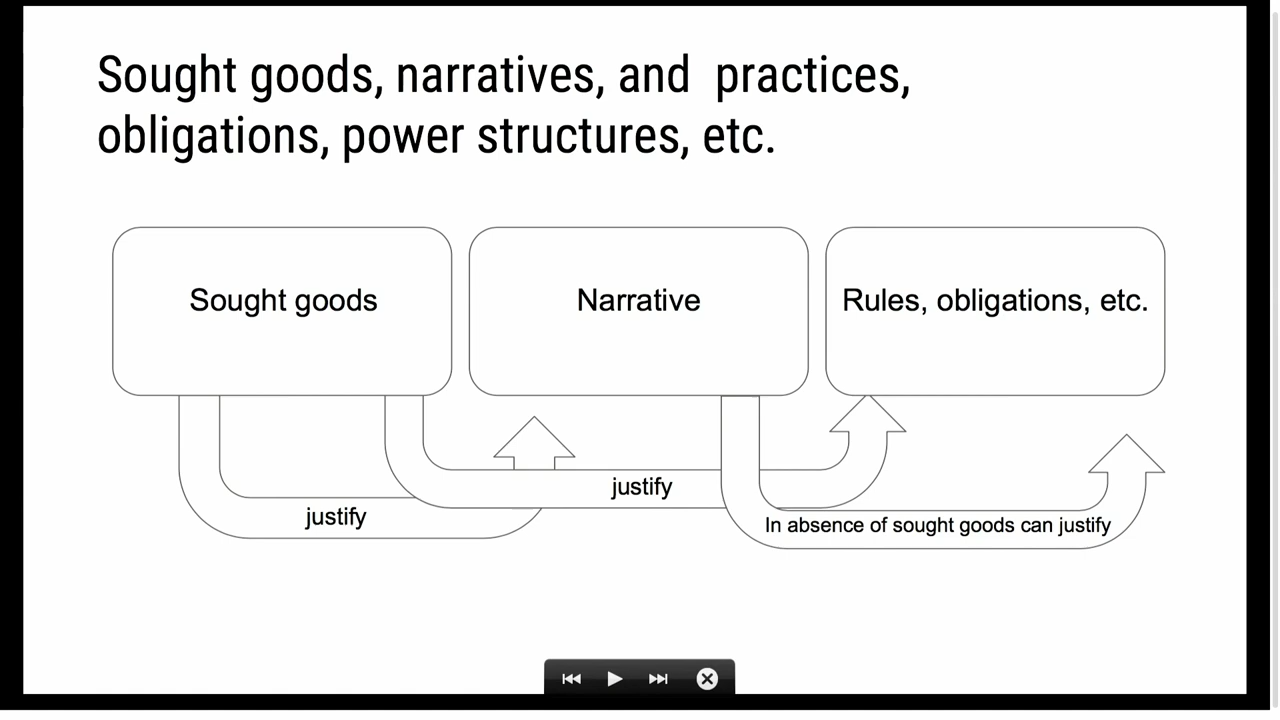 Sought goods, narratives, and  practices,
obligations, power structures, etc.
Sought goods
Narrative
Rules, obligations, etc.
justify
justify
In absence of sought goods can justify